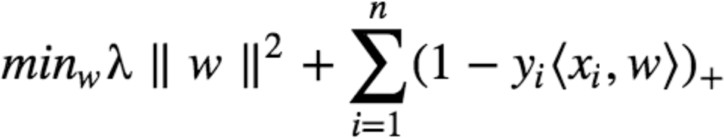 min_w λ ‖ w ‖² + ∑_{i=1}^{n} (1 − y_i⟨x_i, w⟩)₊